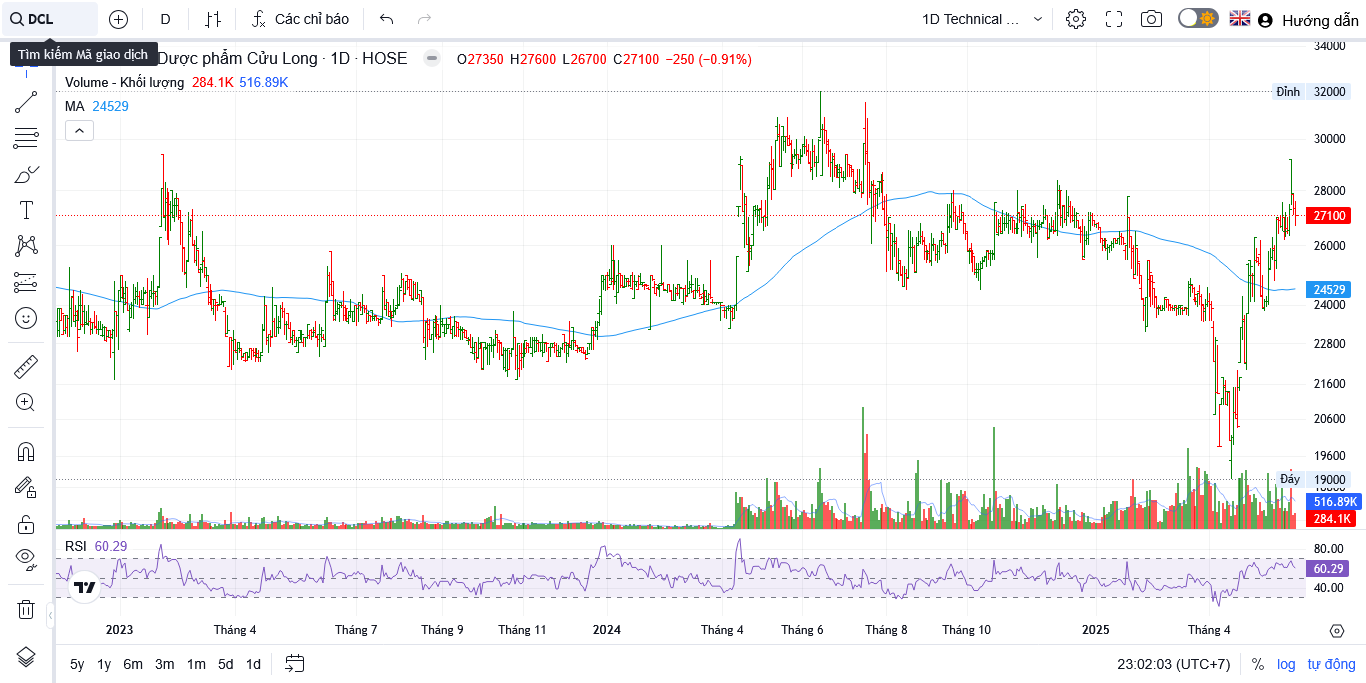 DCL D Các chỉ báo 1D Technical ... Hướng dẫn
Tìm kiếm Mã giao dịch
Dược phẩm Cửu Long · 1D · HOSE O27350 H27600 L26700 C27100 −250 (−0.91%)
Volume - Khối lượng 284.1K 516.89K
MA 24529
34000
Đỉnh 32000
30000
28000
27100
26000
24529
24000
22800
21600
20600
19600
Đáy 19000
516.89K
284.1K
RSI 60.29
80.00
60.29
40.00
2023 Tháng 4 Tháng 7 Tháng 9 Tháng 11 2024 Tháng 4 Tháng 6 Tháng 8 Tháng 10 2025 Tháng 4
5y 1y 6m 3m 1m 5d 1d 23:02:03 (UTC+7) % log tự động